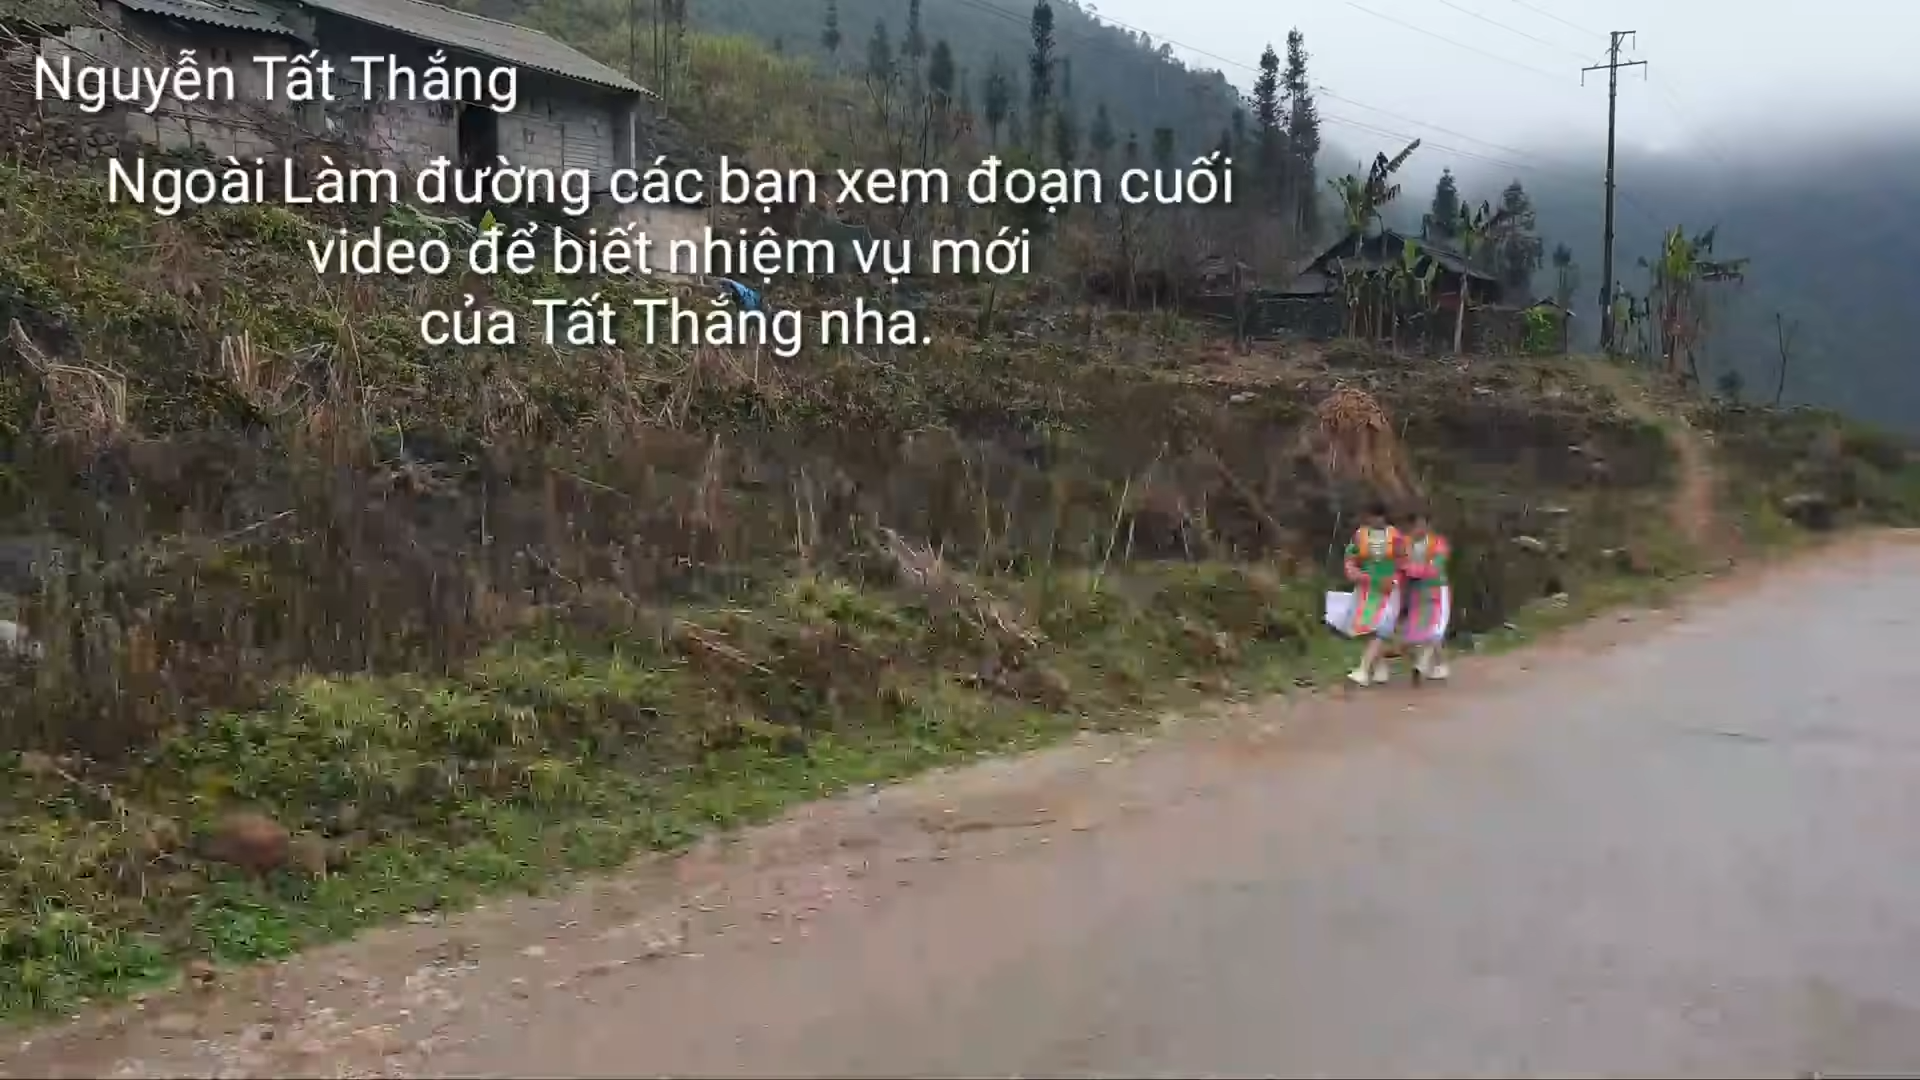 Nguyễn Tất Thắng
Ngoài Làm đường các bạn xem đoạn cuối
video để biết nhiệm vụ mới
của Tất Thắng nha.